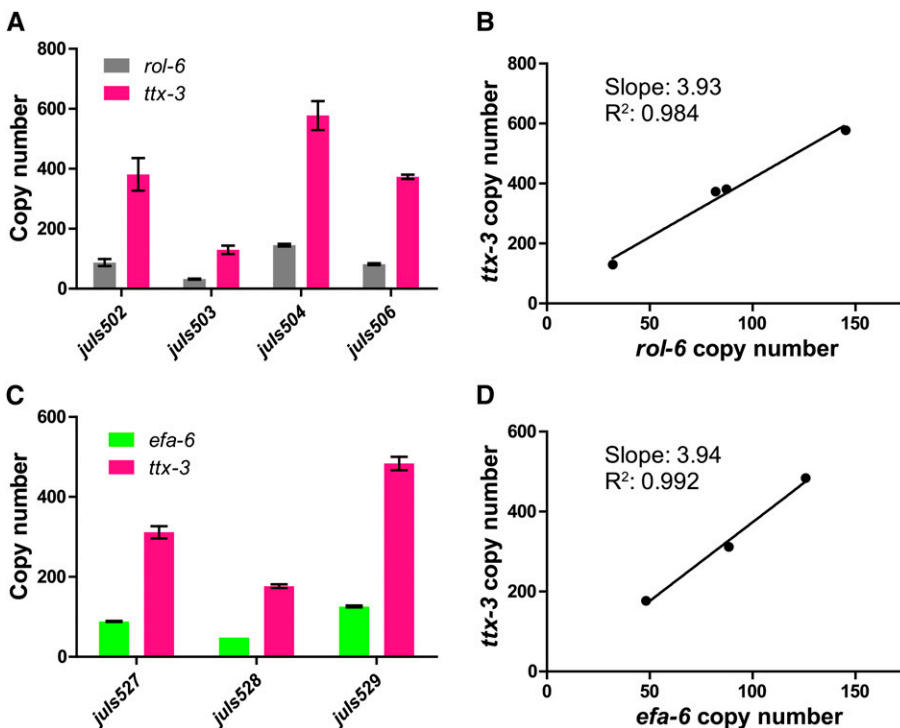 A
800
600
400
200
0
Copy number
rol-6
ttx-3
juIs502
juIs503
juIs504
juIs506
B
800
600
400
200
0
ttx-3 copy number
Slope: 3.93
R²: 0.984
0
50
100
150
rol-6 copy number
C
600
400
200
0
Copy number
efa-6
ttx-3
juIs527
juIs528
juIs529
D
600
400
200
0
ttx-3 copy number
Slope: 3.94
R²: 0.992
0
50
100
150
efa-6 copy number